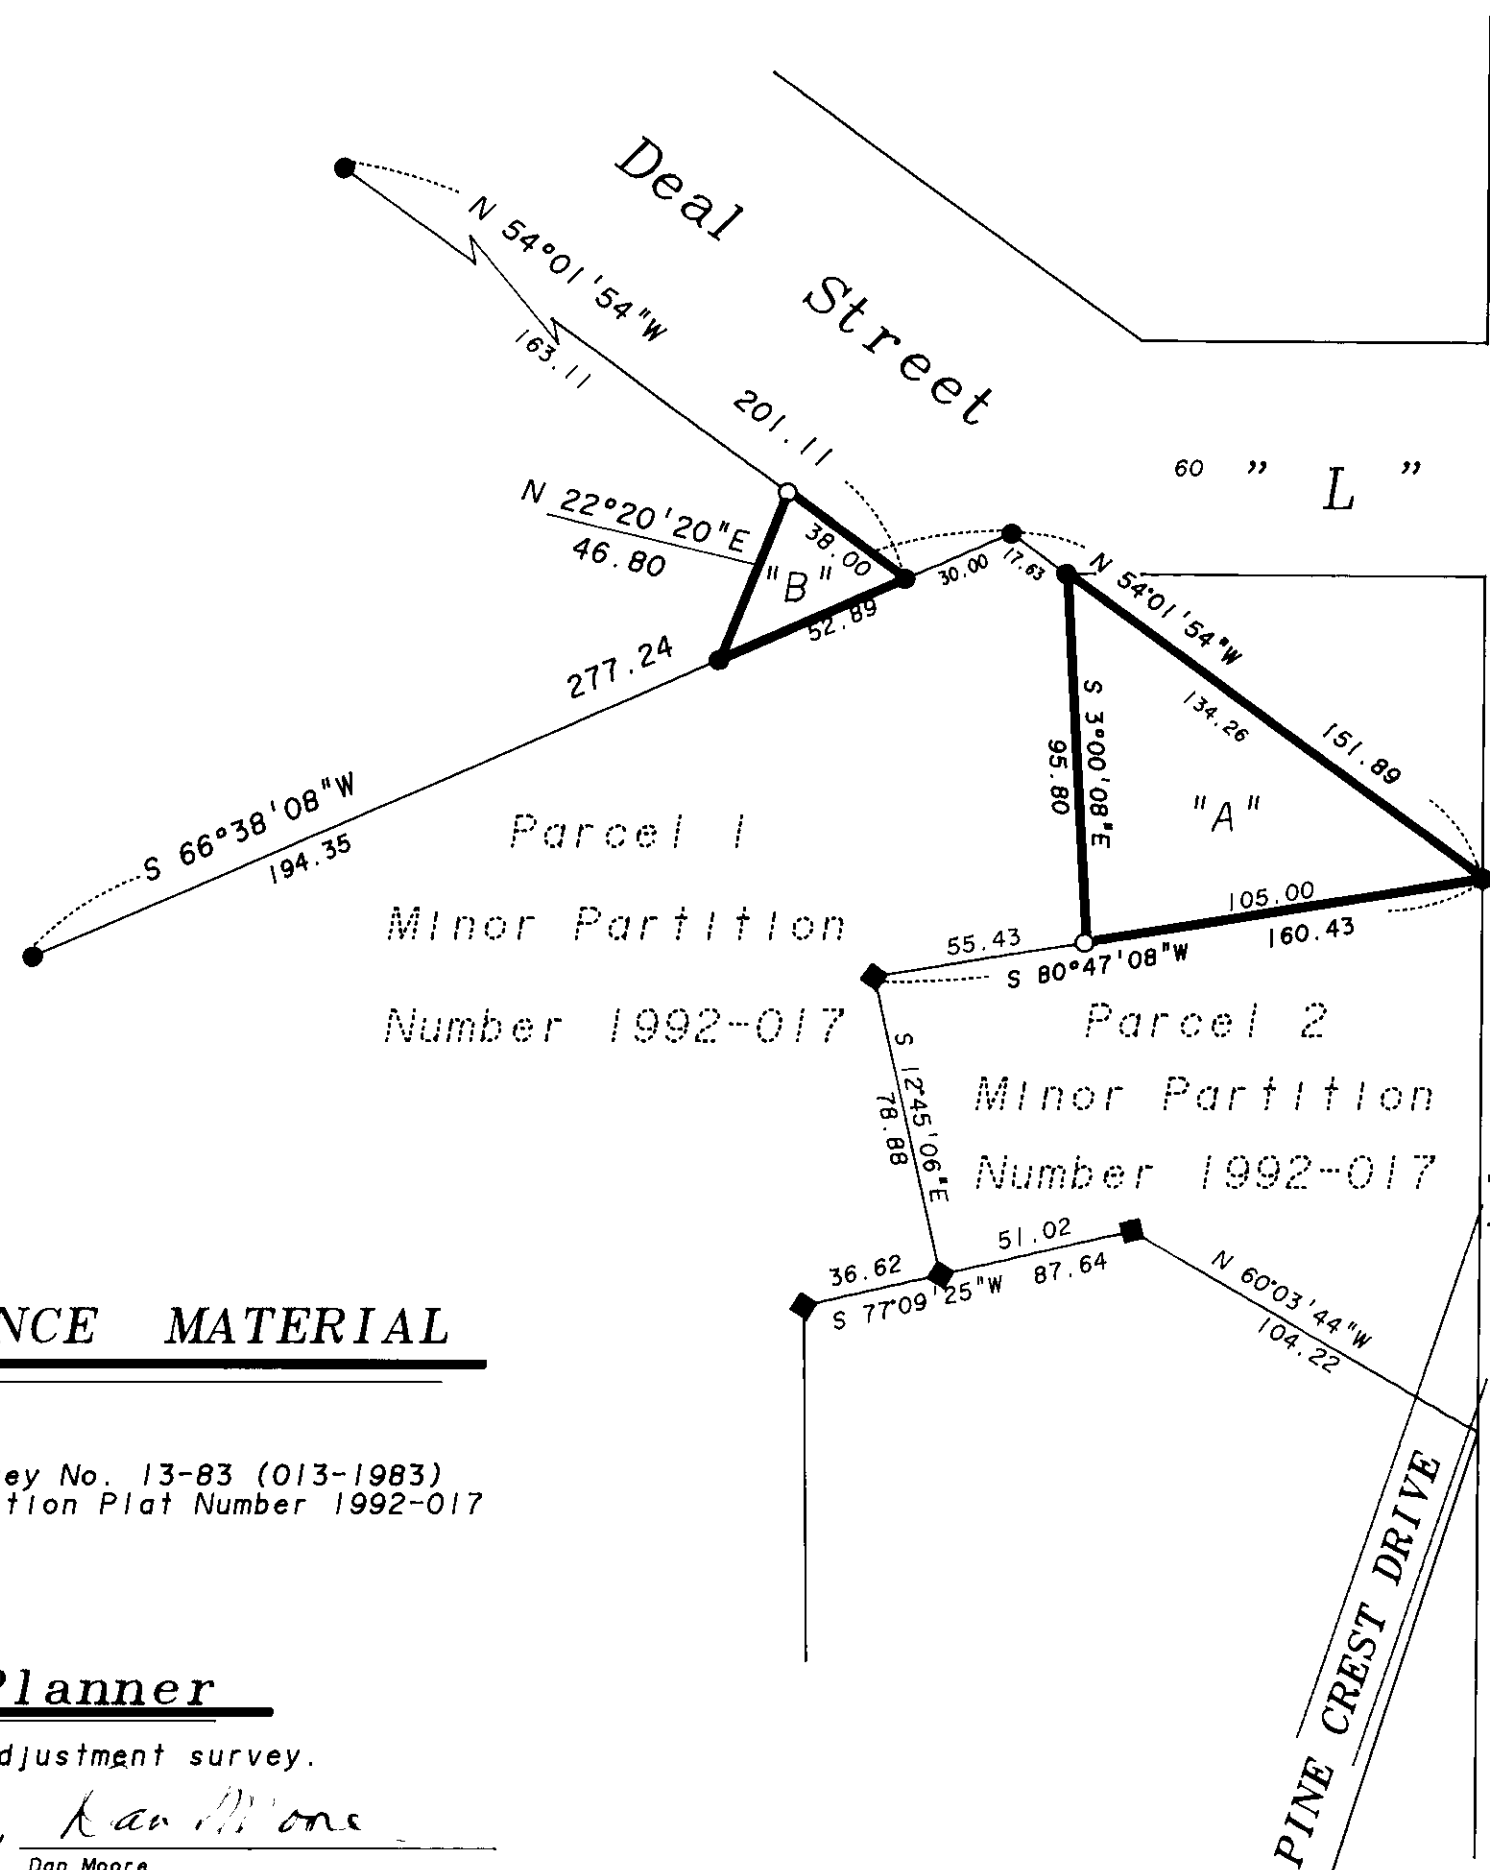 Deal
Street
N 54°01'54"W
163.11
201.11
60 " L "
N 22°20'20"E
46.80
38.00
"B"
52.89
30.00
17.63
N 54°01'54"W
134.26
151.89
277.24
S 66°38'08"W
194.35
S 3°00'08"E
95.80
"A"
105.00
160.43
55.43
S 80°47'08"W
Parcel 1
Minor Partition
Number 1992-017
Parcel 2
Minor Partition
Number 1992-017
S 12°45'06"E
78.88
51.02
87.64
36.62
S 77°09'25"W
N 60°03'44"W
104.22
PINE CREST DRIVE
NCE MATERIAL
ey No. 13-83 (013-1983)
tion Plat Number 1992-017
Planner
djustment survey.
Dan Moore
Dan Moore